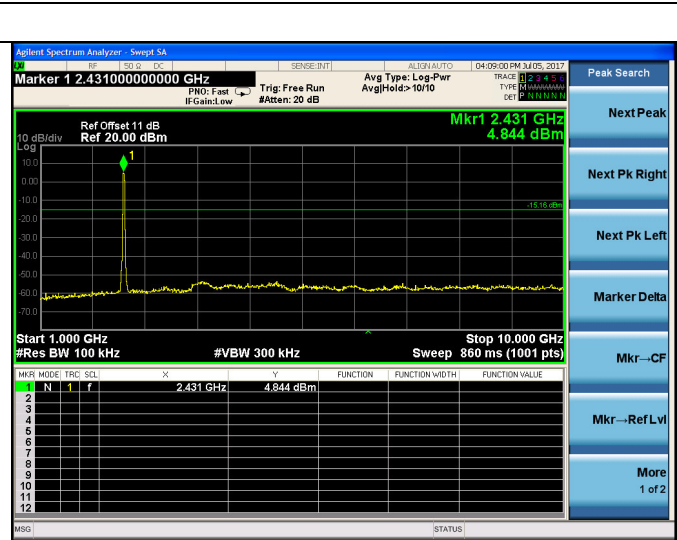 Agilent Spectrum Analyzer - Swept SA
LXI RF 50 Ω DC SENSE:INT ALIGN AUTO 04:09:00 PM Jul 05, 2017
Marker 1 2.431000000000 GHz
PNO: Fast
IFGain:Low
Trig: Free Run
#Atten: 20 dB
Avg Type: Log-Pwr
Avg|Hold:>10/10
TRACE 1 2 3 4 5 6
TYPE M
DET P N N N N N
Mkr1 2.431 GHz
4.844 dBm
Ref Offset 11 dB
10 dB/div Ref 20.00 dBm
Log
1
10.0
0.00
-10.0
-15.16 dBm
-20.0
-30.0
-40.0
-50.0
-60.0
-70.0
Start 1.000 GHz Stop 10.000 GHz
#Res BW 100 kHz #VBW 300 kHz Sweep 860 ms (1001 pts)
MKR MODE TRC SCL X Y FUNCTION FUNCTION WIDTH FUNCTION VALUE
1 N 1 f 2.431 GHz 4.844 dBm
2
3
4
5
6
7
8
9
10
11
12
MSG STATUS
Peak Search
Next Peak
Next Pk Right
Next Pk Left
Marker Delta
Mkr→CF
Mkr→Ref Lvl
More
1 of 2